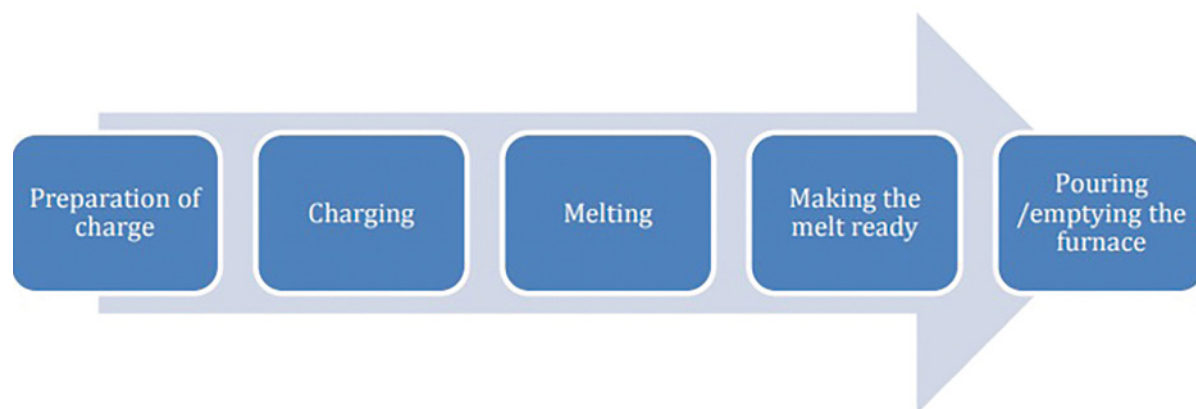 Preparation of
charge
Charging
Melting
Making the
melt ready
Pouring
/emptying the
furnace